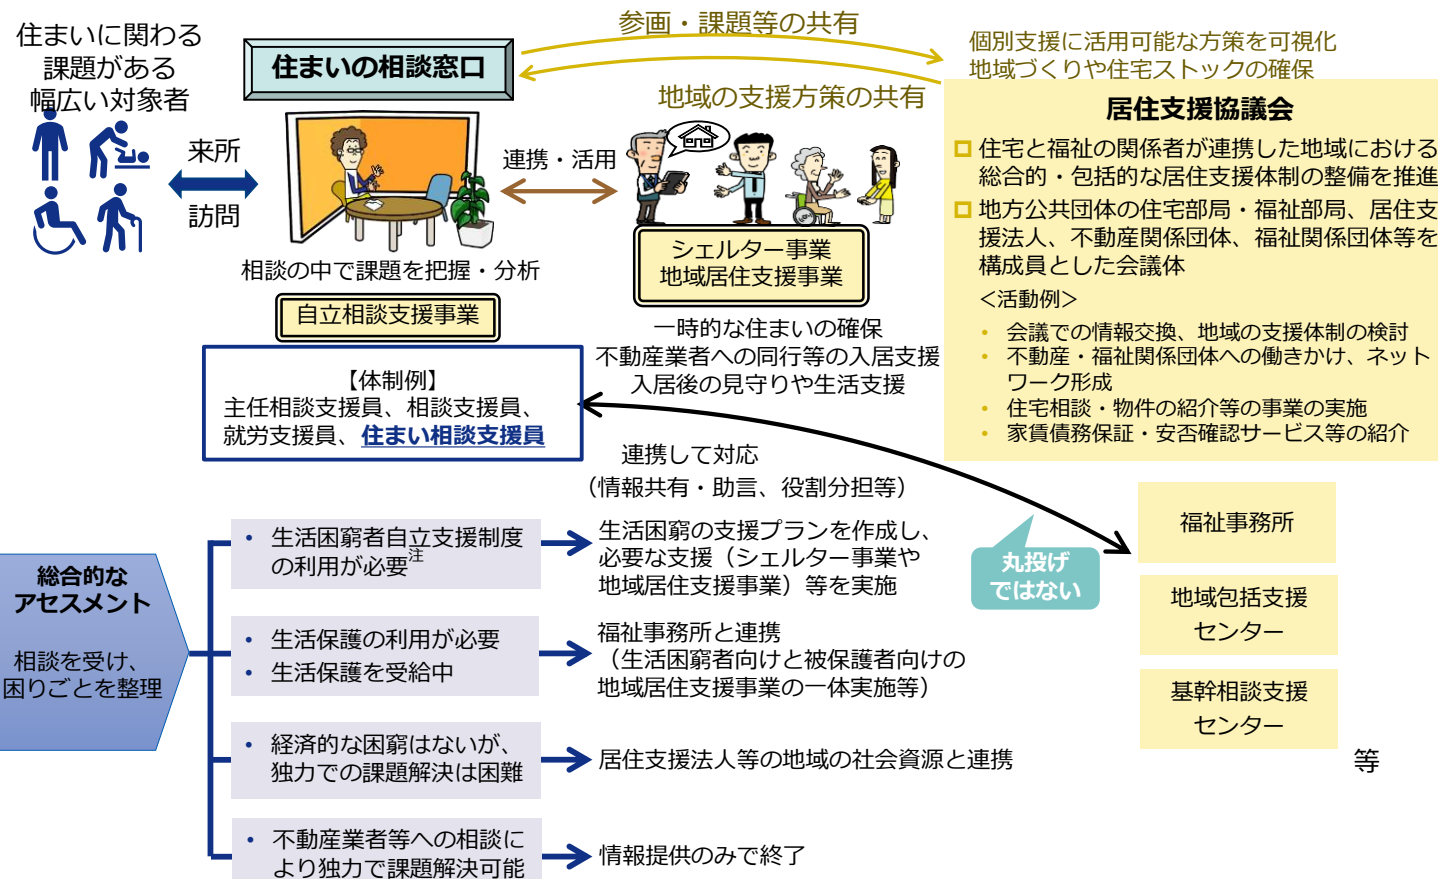 住まいに関わる
課題がある
幅広い対象者
来所
訪問
住まいの相談窓口
相談の中で課題を把握・分析
自立相談支援事業
【体制例】
主任相談支援員、相談支援員、
就労支援員、住まい相談支援員
参画・課題等の共有
地域の支援方策の共有
連携・活用
シェルター事業
地域居住支援事業
一時的な住まいの確保
不動産業者への同行等の入居支援
入居後の見守りや生活支援
個別支援に活用可能な方策を可視化
地域づくりや住宅ストックの確保
居住支援協議会
住宅と福祉の関係者が連携した地域における
総合的・包括的な居住支援体制の整備を推進
地方公共団体の住宅部局・福祉部局、居住支
援法人、不動産関係団体、福祉関係団体等を
構成員とした会議体
＜活動例＞
• 会議での情報交換、地域の支援体制の検討
• 不動産・福祉関係団体への働きかけ、ネット
ワーク形成
• 住宅相談・物件の紹介等の事業の実施
• 家賃債務保証・安否確認サービス等の紹介
連携して対応
（情報共有・助言、役割分担等）
丸投げ
ではない
福祉事務所
地域包括支援
センター
基幹相談支援
センター
等
総合的な
アセスメント
相談を受け、
困りごとを整理
• 生活困窮者自立支援制度
の利用が必要注
生活困窮の支援プランを作成し、
必要な支援（シェルター事業や
地域居住支援事業）等を実施
• 生活保護の利用が必要
• 生活保護を受給中
福祉事務所と連携
（生活困窮者向けと被保護者向けの
地域居住支援事業の一体実施等）
• 経済的な困窮はないが、
独力での課題解決は困難
居住支援法人等の地域の社会資源と連携
• 不動産業者等への相談に
より独力で課題解決可能
情報提供のみで終了